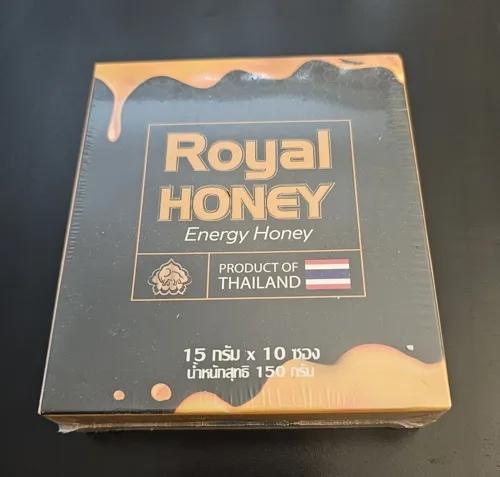 Royal
HONEY
Energy Honey
PRODUCT OF
THAILAND
15 กรัม x 10 ซอง
น้ำหนักสุทธิ 150 กรัม